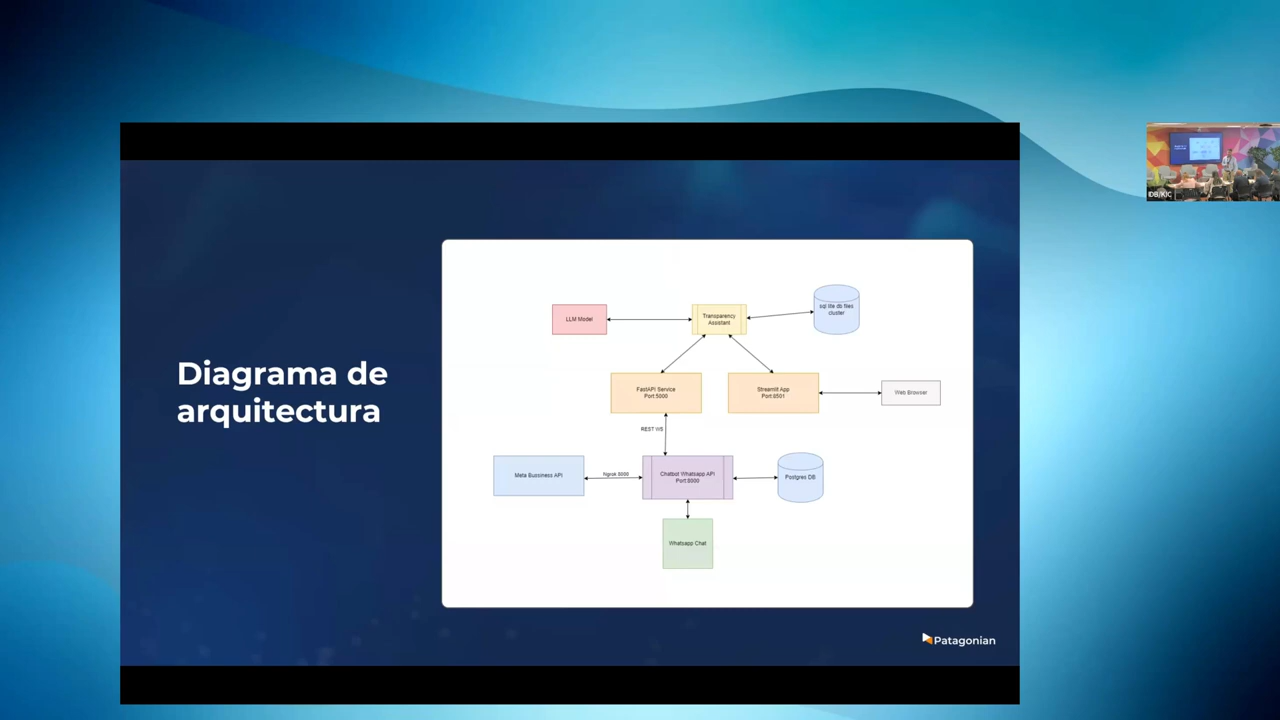 Diagrama de
arquitectura
LLM Model
Transparency
Assistant
sql lite db files
cluster
FastAPI Service
Port:5000
Streamlit App
Port:8501
Web Browser
REST WS
Meta Bussiness API
Ngrok 8000
Chatbot Whatsapp API
Port:8000
Postgres DB
Whatsapp Chat
Patagonian
IDB/KIC